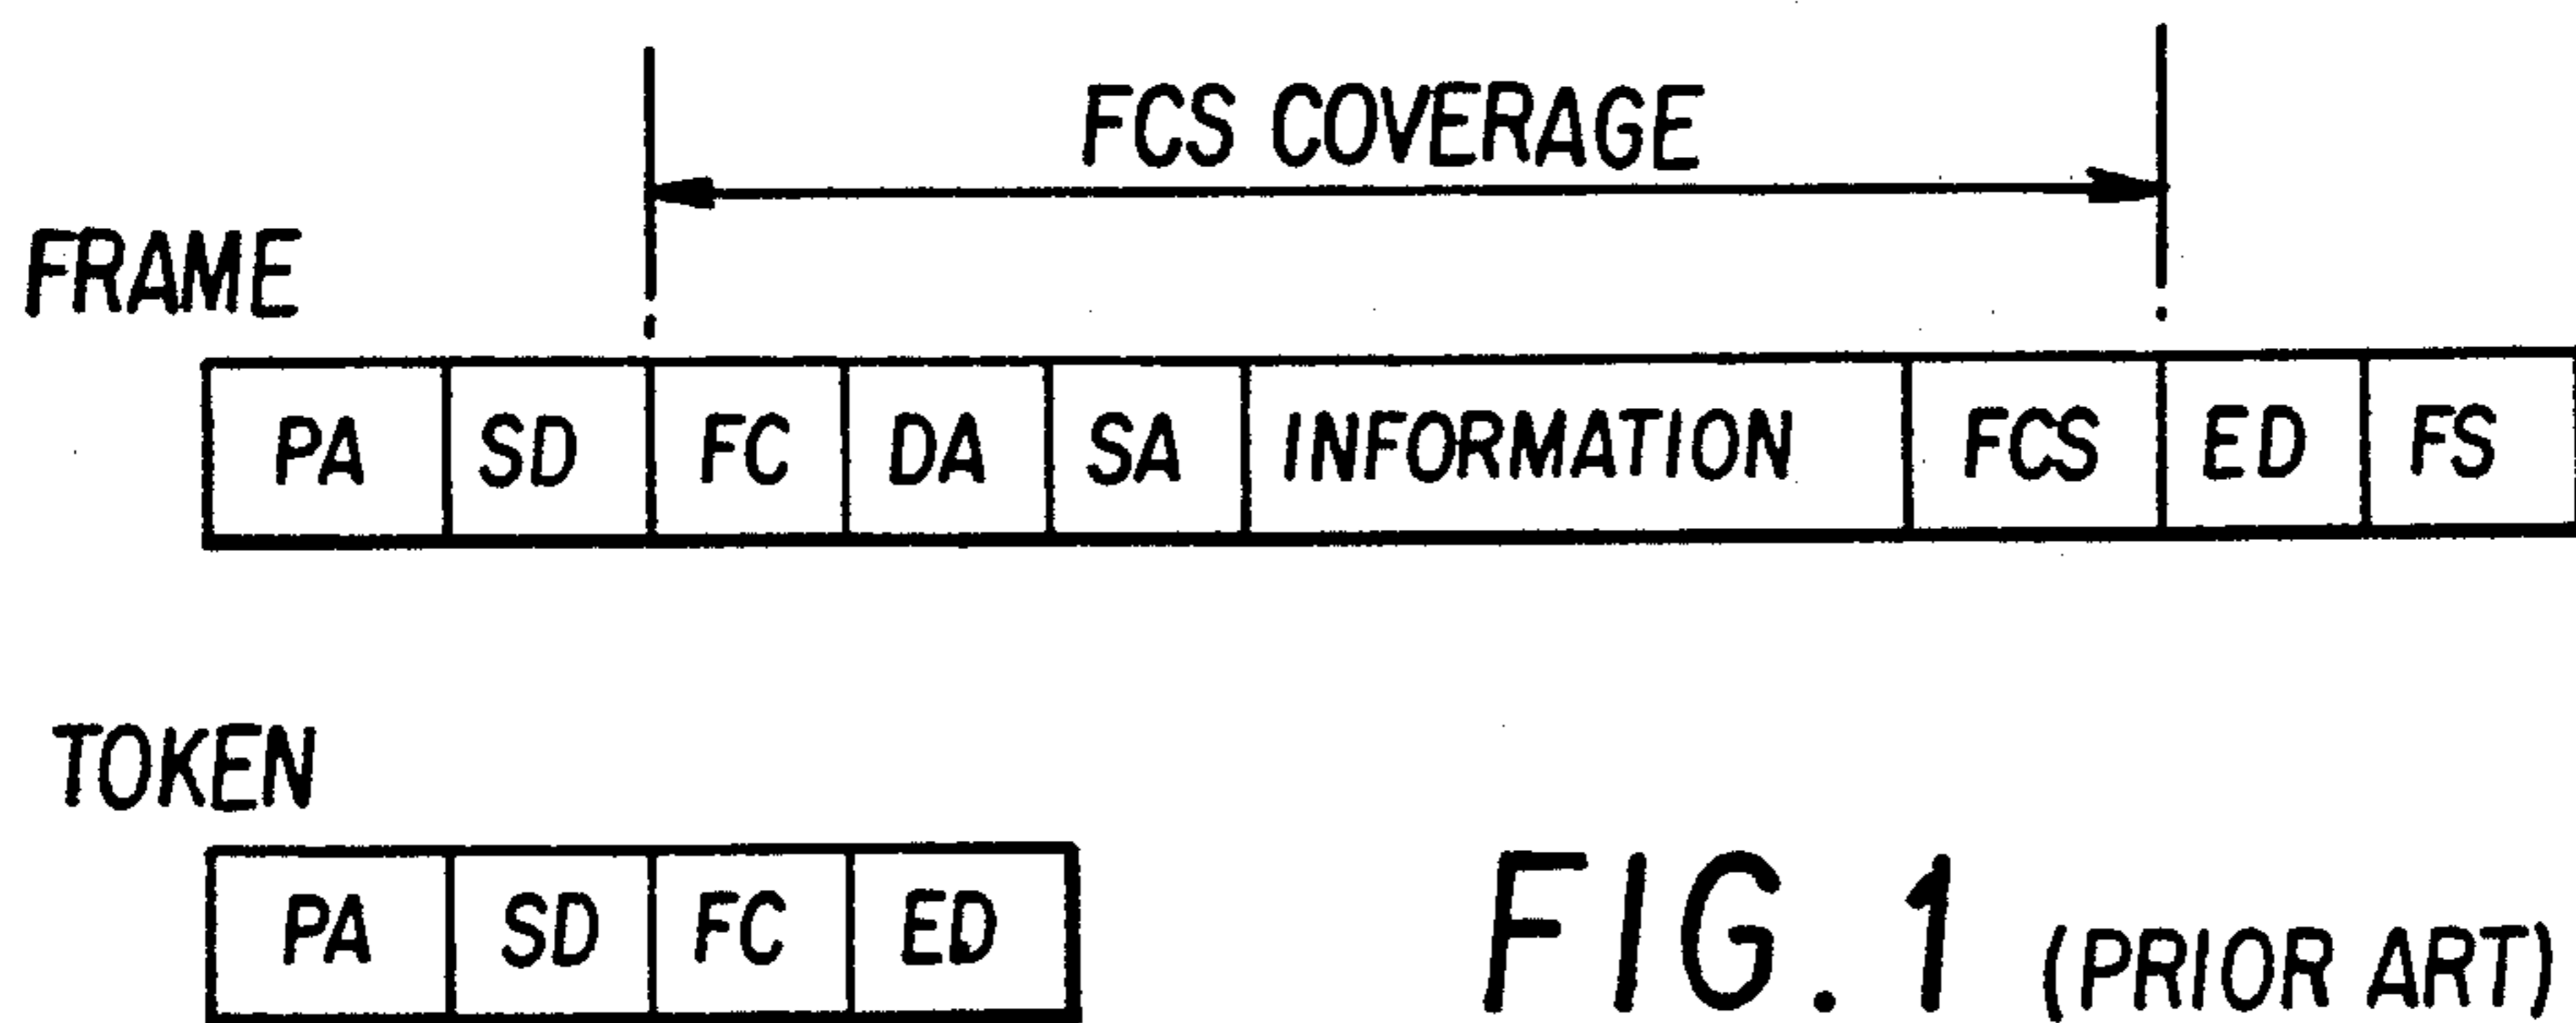 FCS COVERAGE
FRAME
PA SD FC DA SA INFORMATION FCS ED FS
TOKEN
PA SD FC ED
FIG. 1 (PRIOR ART)